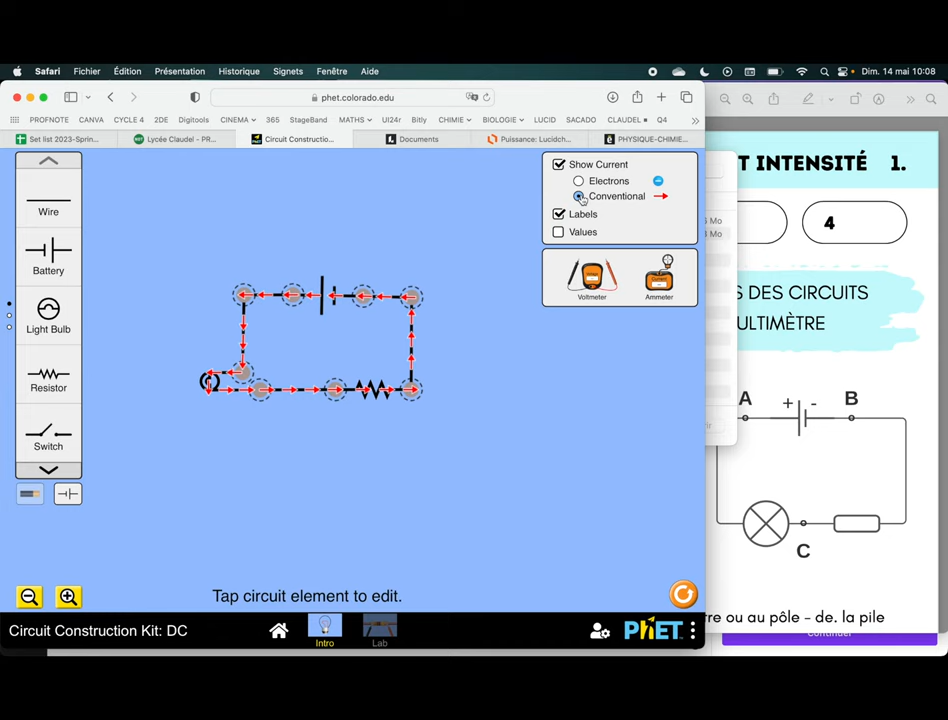 Safari Fichier Édition Présentation Historique Signets Fenêtre Aide Dim. 14 mai 10:08
phet.colorado.edu
PROFNOTE CANVA CYCLE 4 2DE Digitools CINEMA 365 StageBand MATHS UI24r Bitly CHIMIE BIOLOGIE LUCID SACADO CLAUDEL Q4
Set list 2023-Sprin... Lycée Claudel - PR... Circuit Constructio... Documents Puissance: Lucidch... PHYSIQUE-CHIMIE...
Show Current
Electrons
Conventional
Labels
Values
Voltmeter Ammeter
Wire
Battery
Light Bulb
Resistor
Switch
Tap circuit element to edit.
Circuit Construction Kit: DC
Intro
Lab
PhET
T INTENSITÉ 1.
4
Mo
Mo
S DES CIRCUITS
ULTIMÈTRE
A + - B
C
rre ou au pôle - de. la pile
Continuer